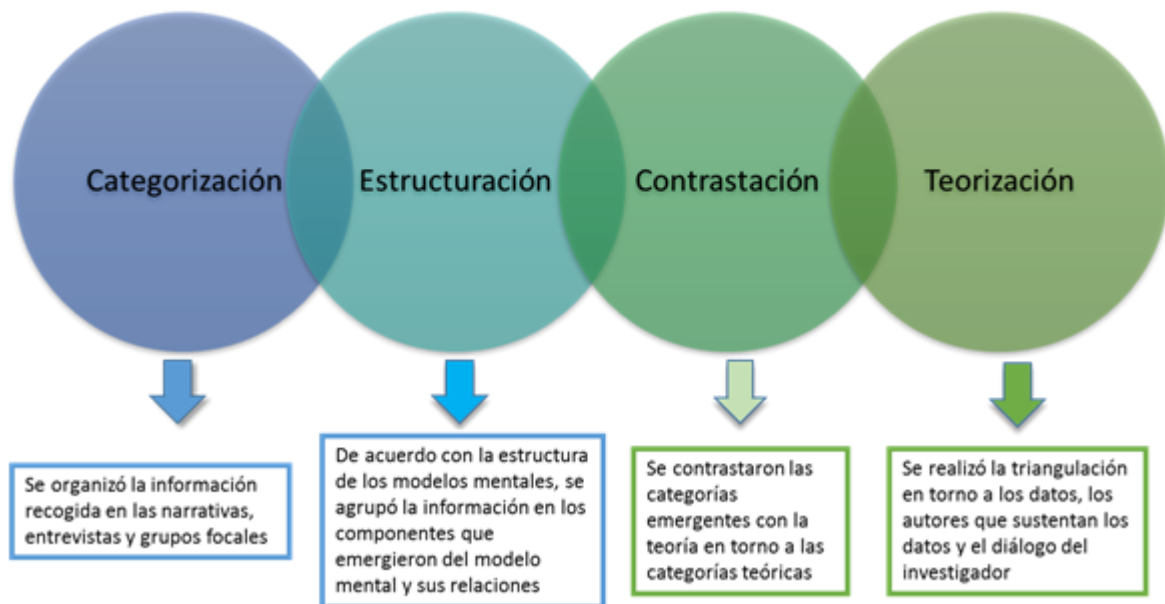 Categorización
Estructuración
Contrastación
Teorización
Se organizó la información
recogida en las narrativas,
entrevistas y grupos focales
De acuerdo con la estructura
de los modelos mentales, se
agrupó la información en los
componentes que
emergieron del modelo
mental y sus relaciones
Se contrastaron las
categorías
emergentes con la
teoría en torno a las
categorías teóricas
Se realizó la triangulación
en torno a los datos, los
autores que sustentan los
datos y el diálogo del
investigador